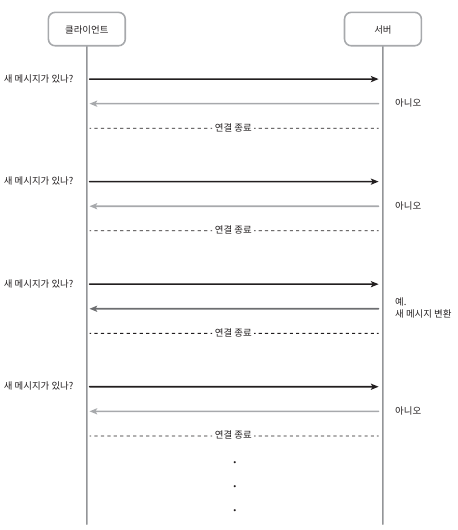 클라이언트
서버
새 메시지가 있나?
아니오
연결 종료
새 메시지가 있나?
아니오
연결 종료
새 메시지가 있나?
예.
새 메시지 변환
연결 종료
새 메시지가 있나?
아니오
연결 종료